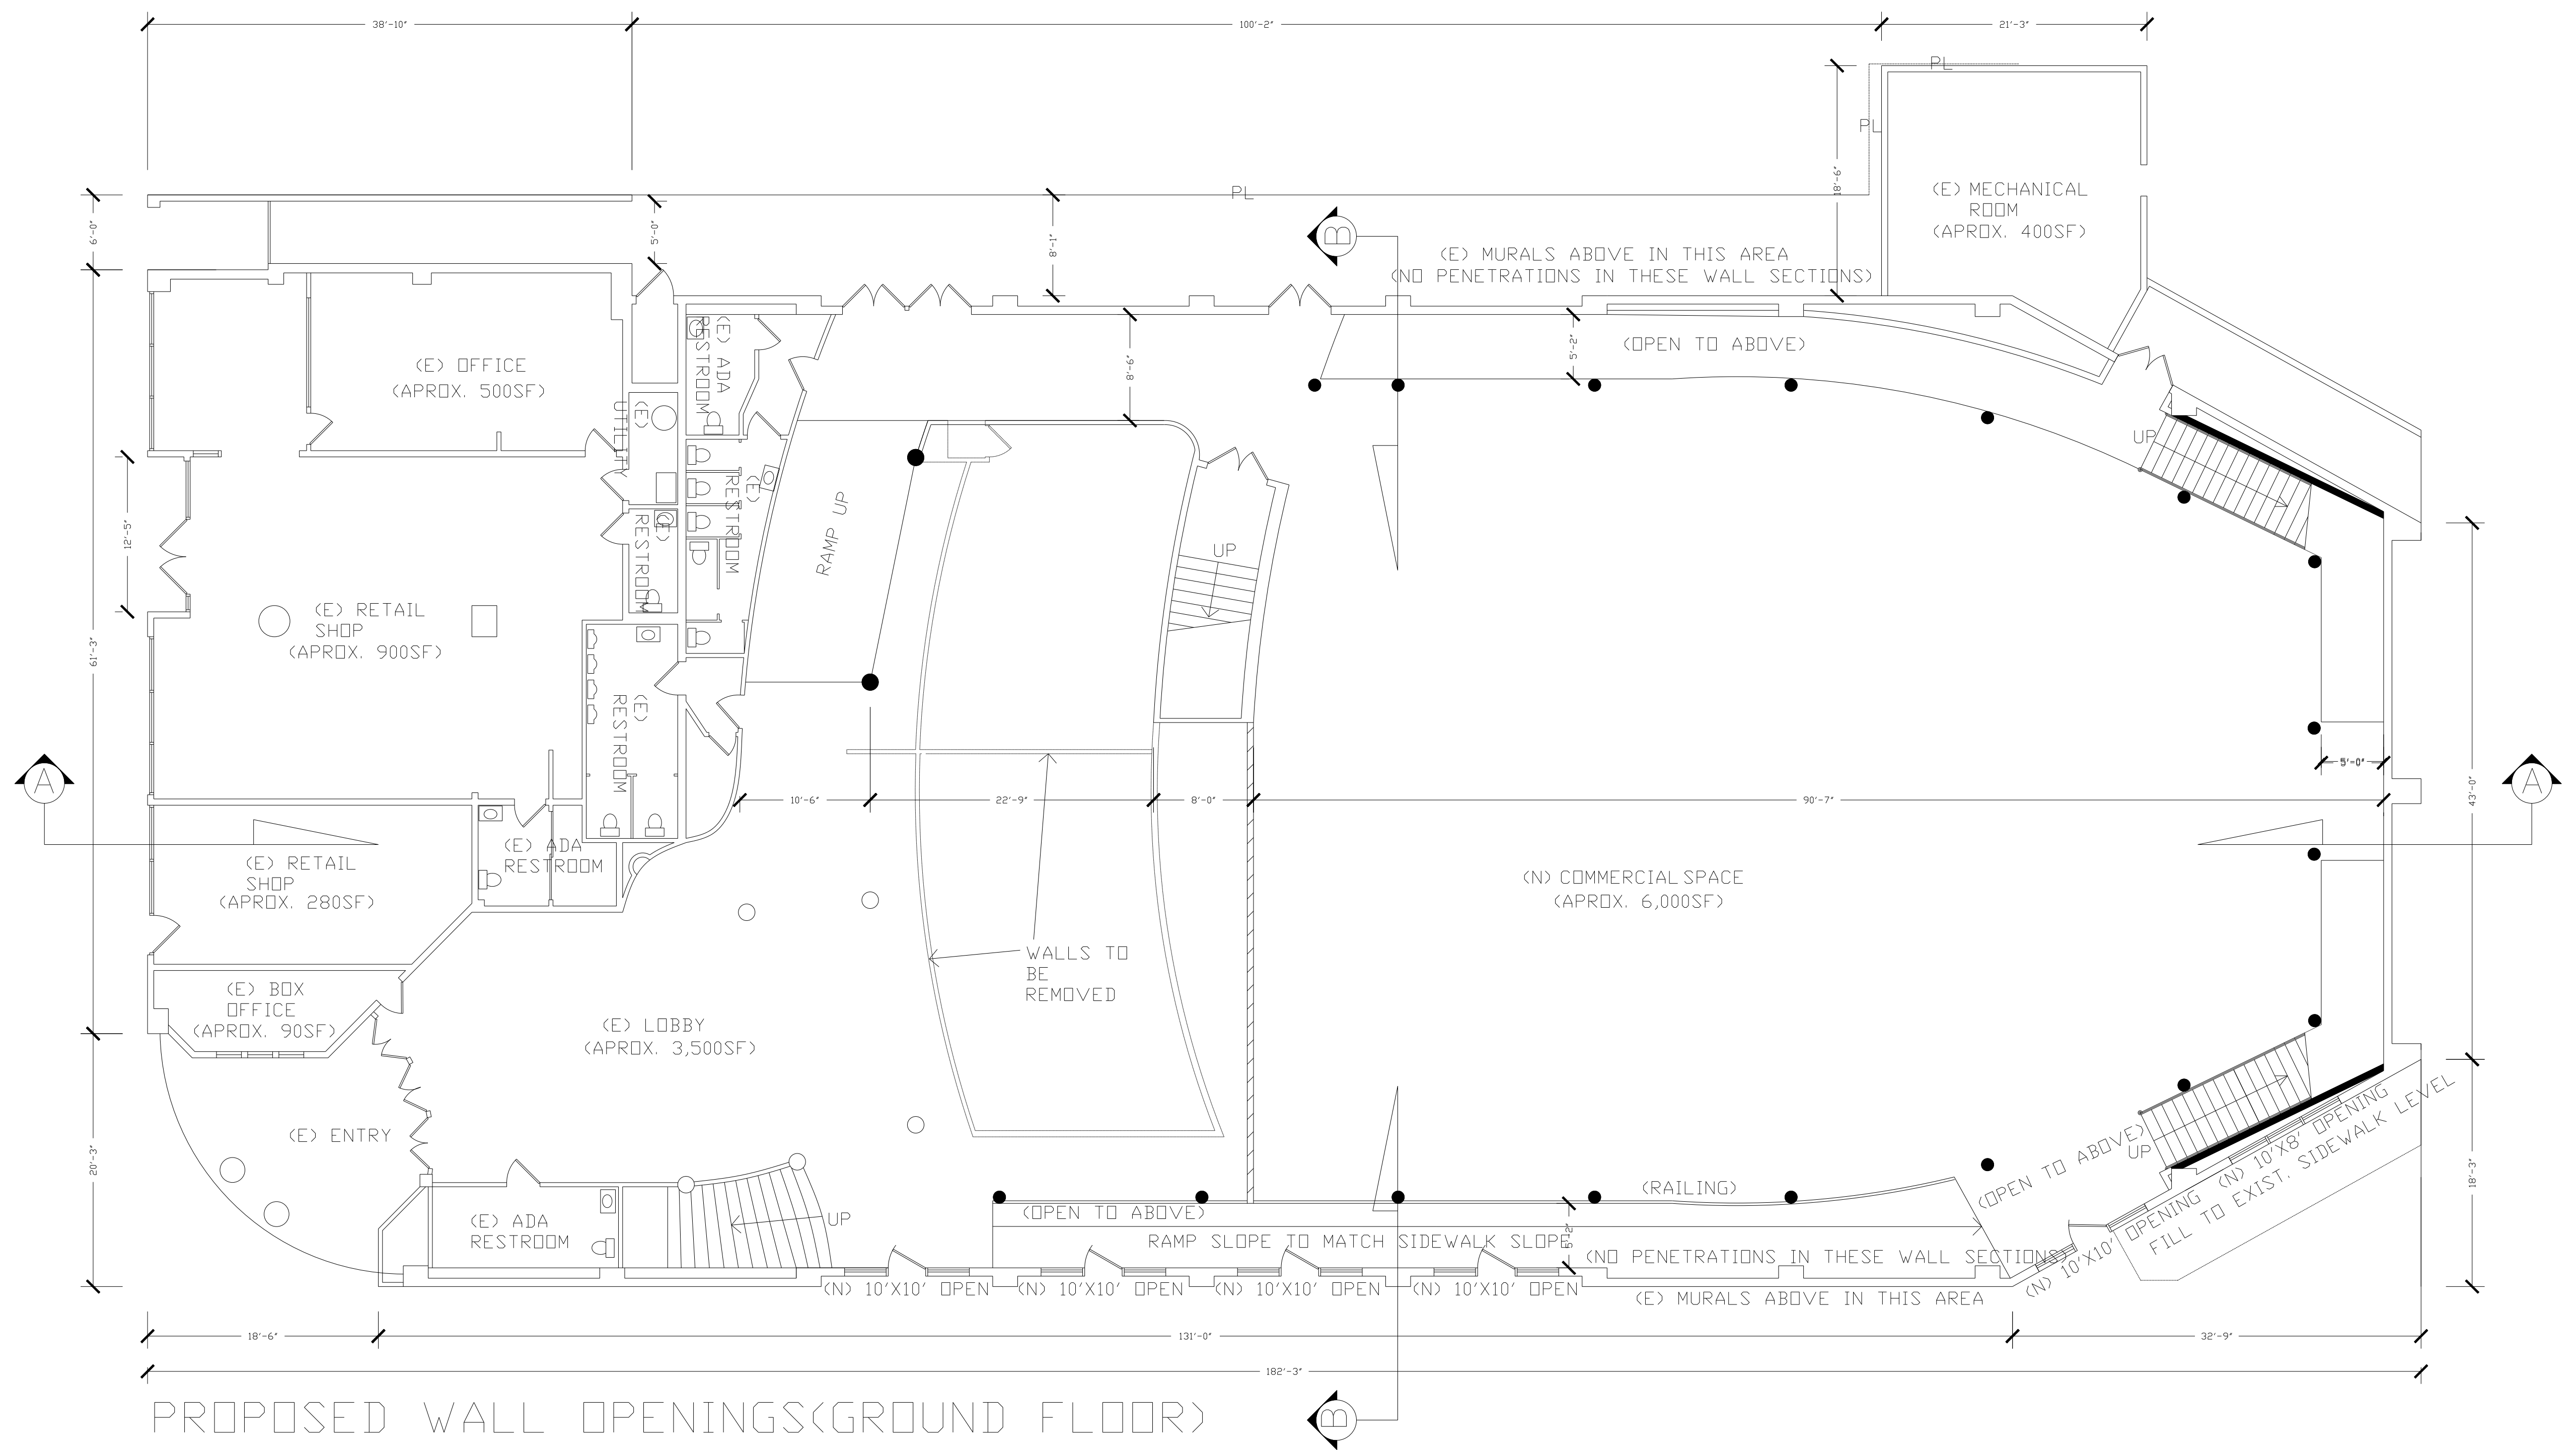 38'-10"
100'-2"
21'-3"
PL
PL
18'-6"
(E) MECHANICAL
ROOM
(APROX. 400SF)
PL
6'-0"
5'-0"
8'-1"
B
(E) MURALS ABOVE IN THIS AREA
(NO PENETRATIONS IN THESE WALL SECTIONS)
(E) OFFICE
(APROX. 500SF)
(E) ADA
RESTROOM
8'-6"
5'-2"
(OPEN TO ABOVE)
(E)
UTILITY
(E)
RESTROOM
(E)
RESTROOM
RAMP UP
UP
UP
12'-5"
61'-3"
(E) RETAIL
SHOP
(APROX. 900SF)
(E)
RESTROOM
A
10'-6"
22'-9"
8'-0"
90'-7"
5'-0"
43'-0"
A
(E) RETAIL
SHOP
(APROX. 280SF)
(E) ADA
RESTROOM
(N) COMMERCIAL SPACE
(APROX. 6,000SF)
WALLS TO
BE
REMOVED
(E) BOX
OFFICE
(APROX. 90SF)
(E) LOBBY
(APROX. 3,500SF)
(E) ENTRY
20'-3"
(E) ADA
RESTROOM
UP
(OPEN TO ABOVE)
RAMP SLOPE TO MATCH SIDEWALK SLOPE
5'-2"
(RAILING)
(NO PENETRATIONS IN THESE WALL SECTIONS)
(E) MURALS ABOVE IN THIS AREA
(OPEN TO ABOVE)
UP
(N) 10'X8' OPENING
(N) 10'X10' OPENING
FILL TO EXIST. SIDEWALK LEVEL
18'-3"
(N) 10'X10' OPEN
(N) 10'X10' OPEN
(N) 10'X10' OPEN
(N) 10'X10' OPEN
18'-6"
131'-0"
32'-9"
182'-3"
PROPOSED WALL OPENINGS(GROUND FLOOR)
B